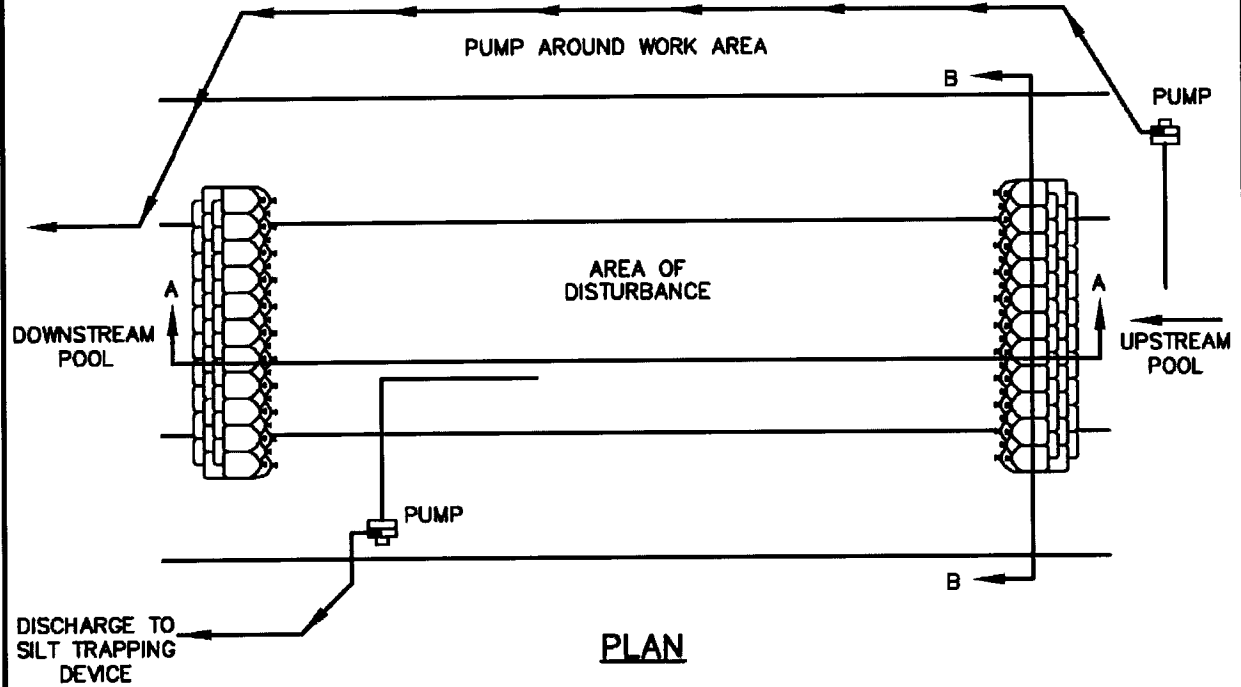 PUMP AROUND WORK AREA
B
PUMP
AREA OF
DISTURBANCE
A
A
DOWNSTREAM
POOL
UPSTREAM
POOL
PUMP
B
DISCHARGE TO
SILT TRAPPING
DEVICE
PLAN